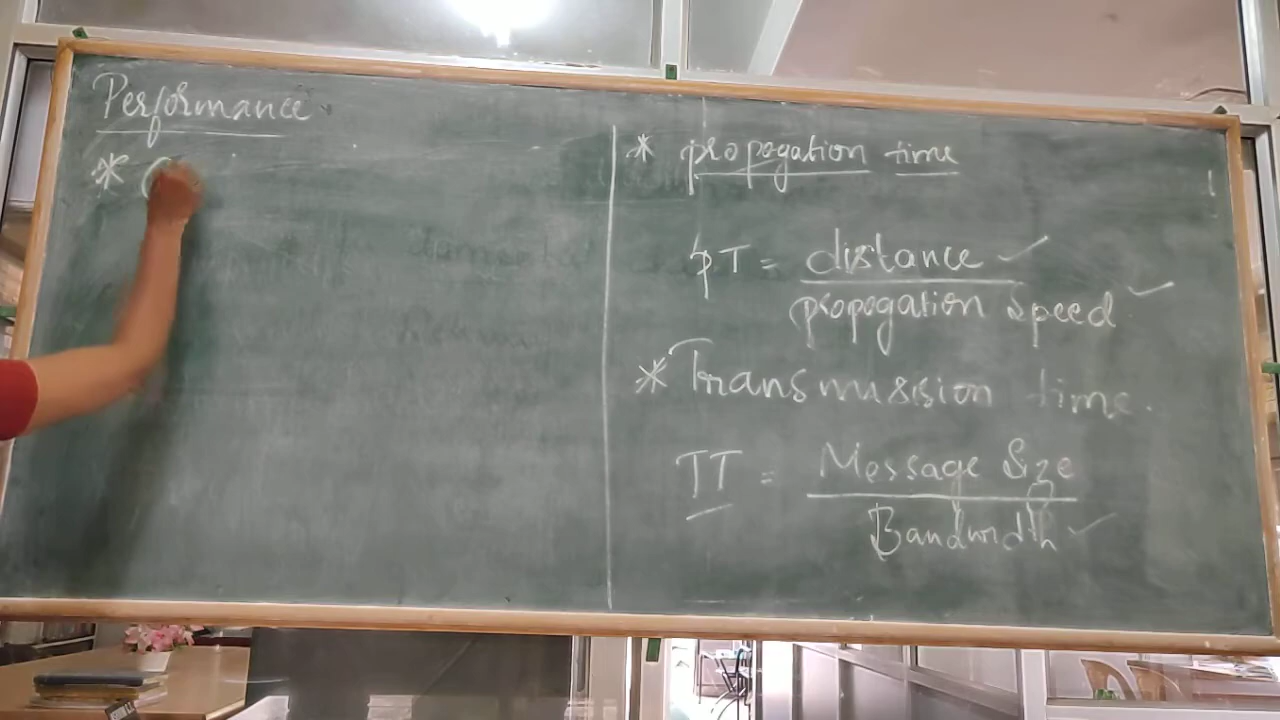 Performance
*
* propogation time
pT = distance ✓
propogation speed ✓
* Transmission time.
TT = Message Size
Bandwidth ✓